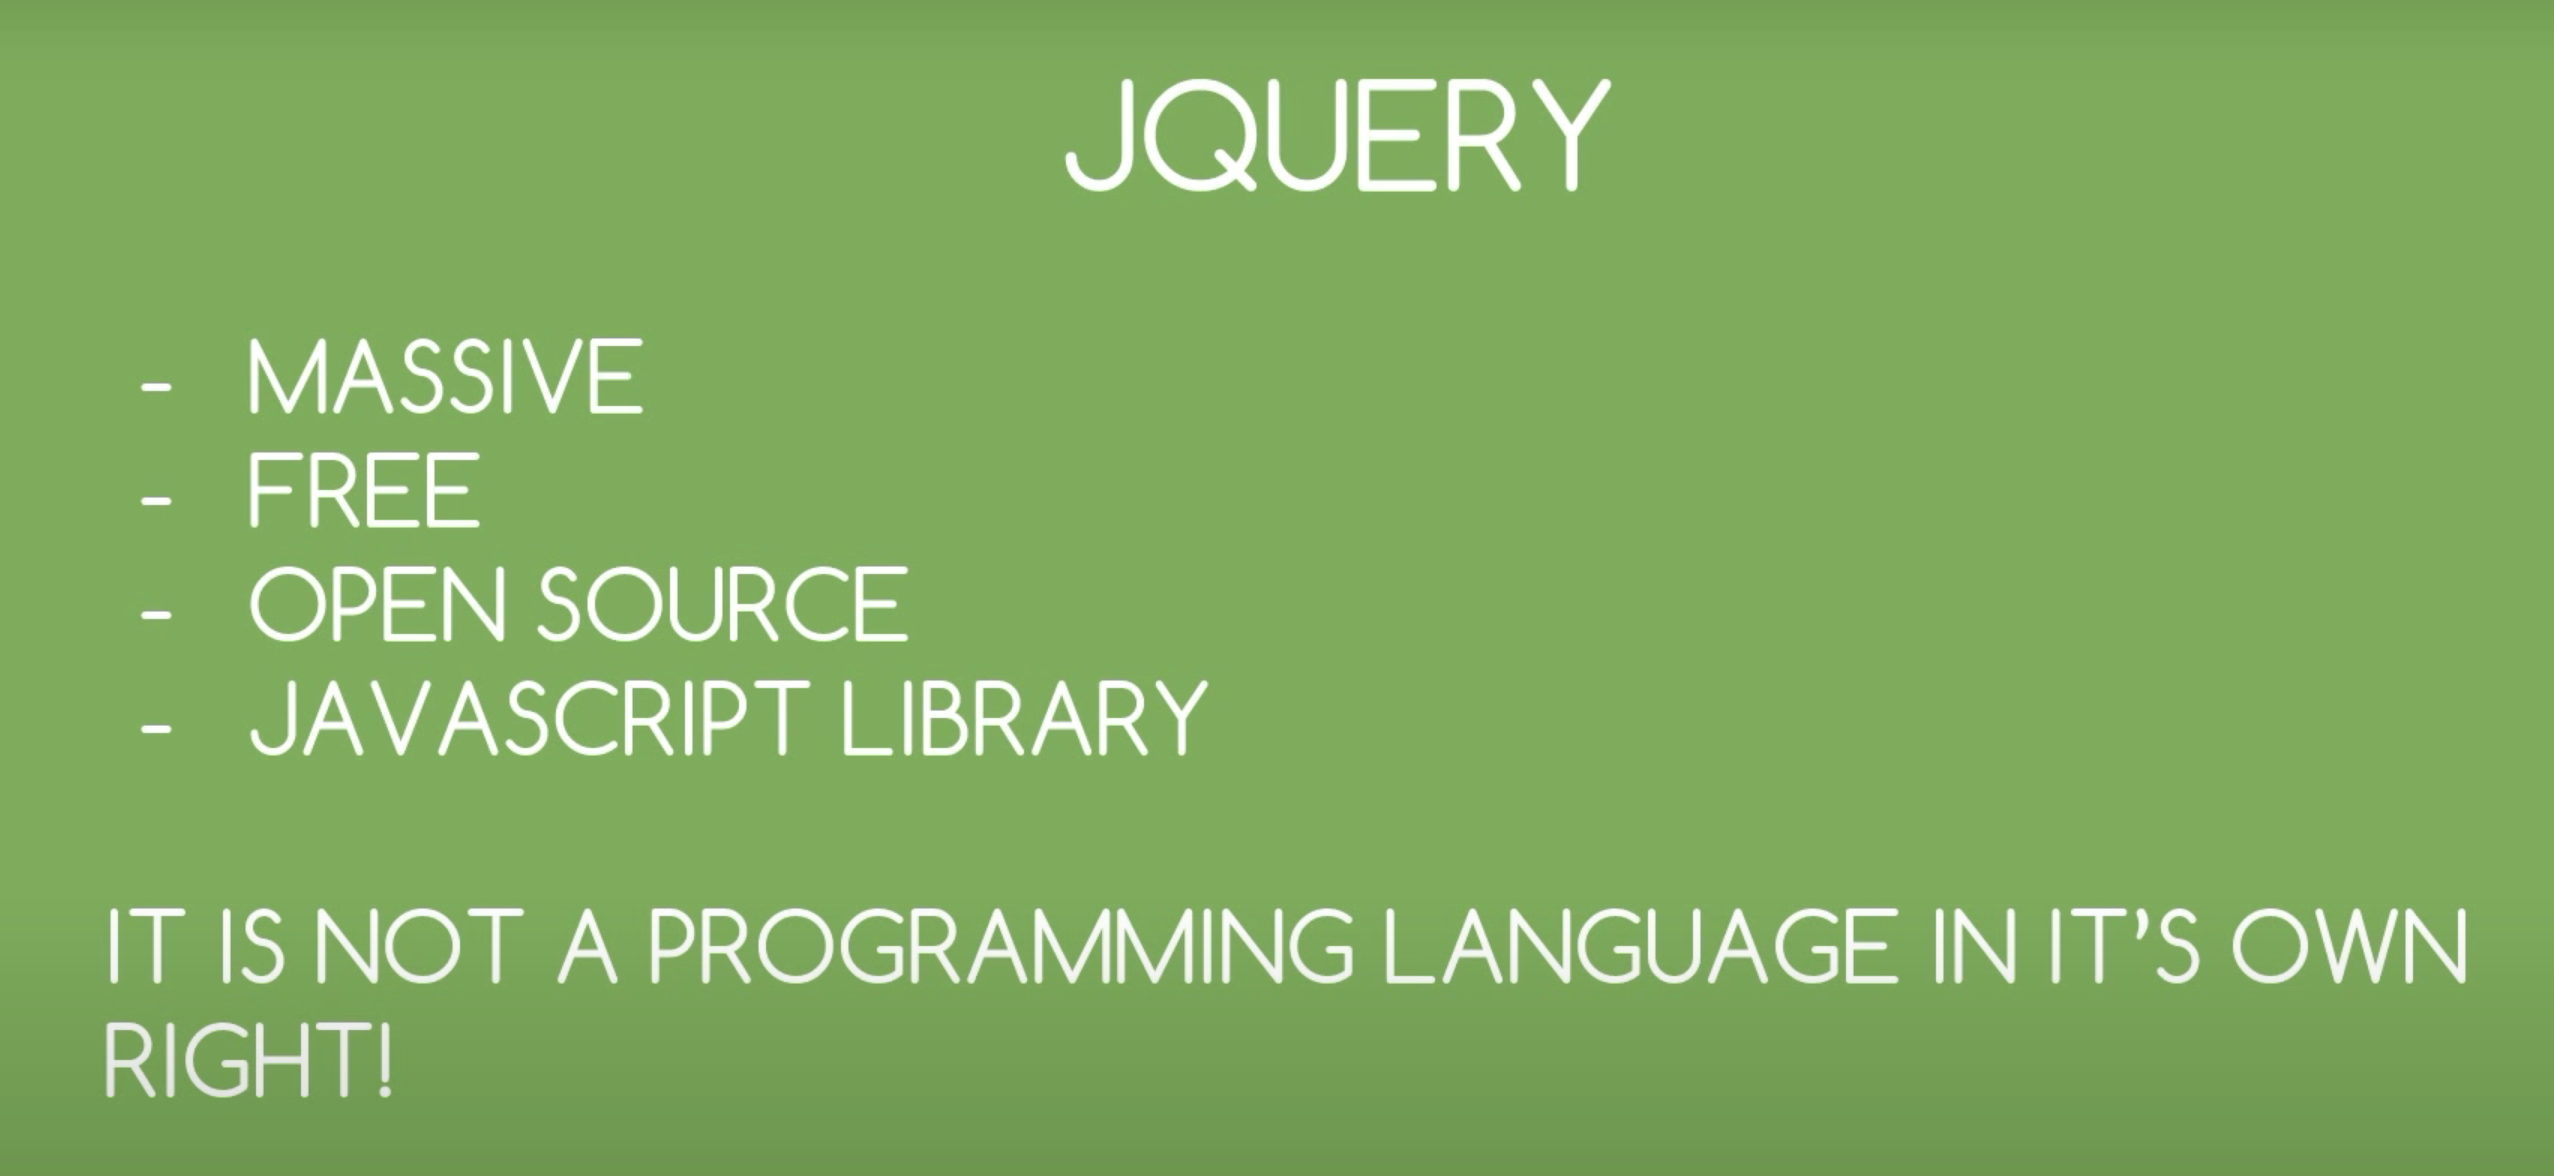 JQUERY
- MASSIVE
- FREE
- OPEN SOURCE
- JAVASCRIPT LIBRARY
IT IS NOT A PROGRAMMING LANGUAGE IN IT’S OWN
RIGHT!